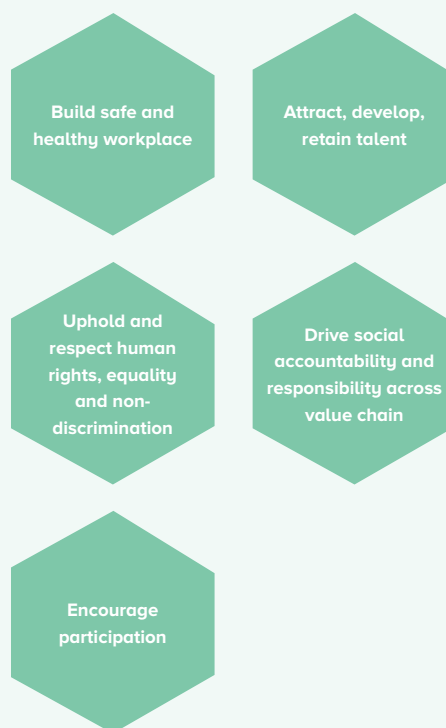 Build safe and
healthy workplace
Attract, develop,
retain talent
Uphold and
respect human
rights, equality
and non-
discrimination
Drive social
accountability and
responsibility across
value chain
Encourage
participation